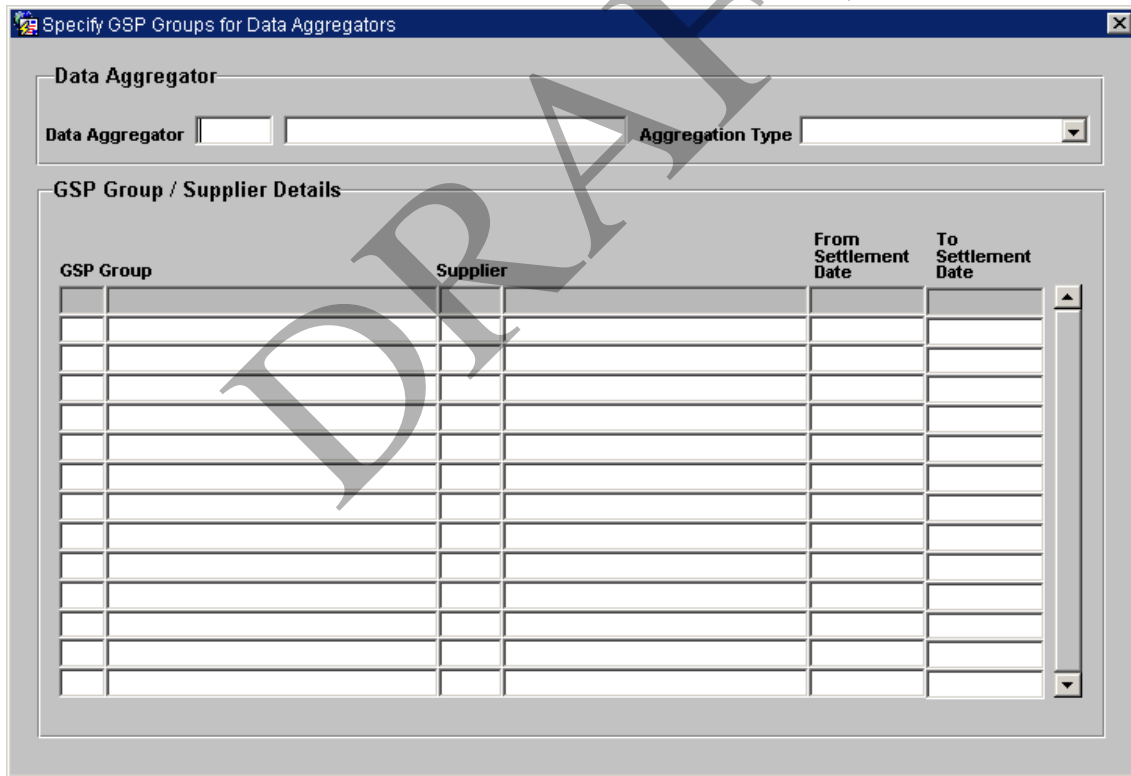 Specify GSP Groups for Data Aggregators
Data Aggregator
Data Aggregator
Aggregation Type
GSP Group / Supplier Details
GSP Group
Supplier
From
Settlement
Date
To
Settlement
Date
DRAF